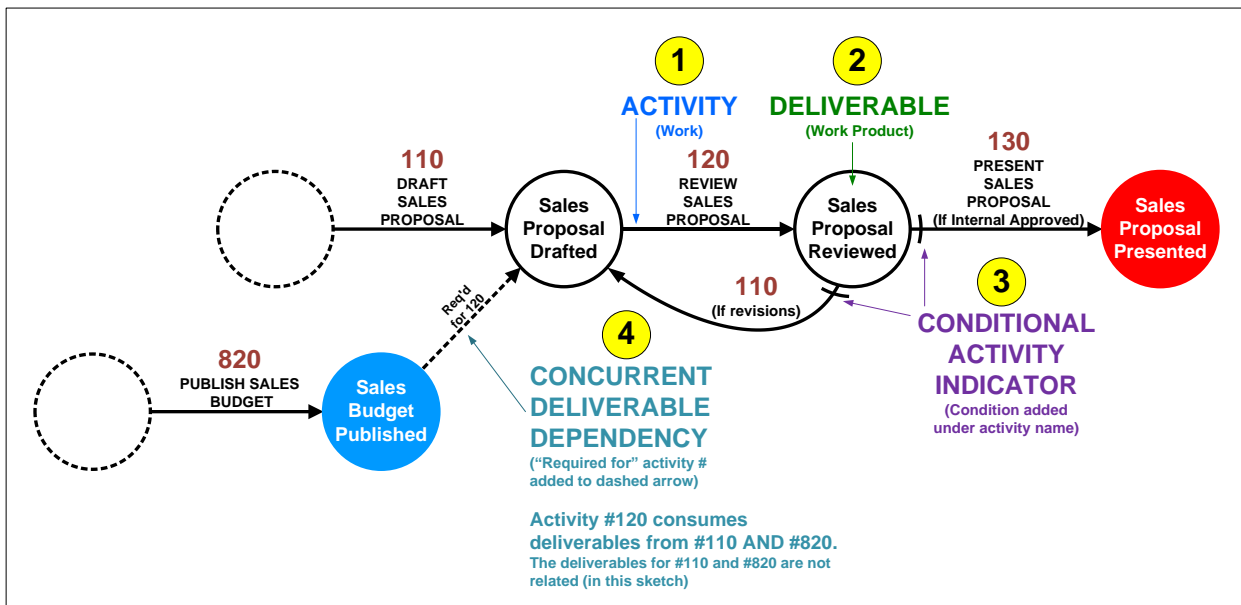 1
ACTIVITY
(Work)
2
DELIVERABLE
(Work Product)
110
DRAFT
SALES
PROPOSAL
Sales
Proposal
Drafted
120
REVIEW
SALES
PROPOSAL
Sales
Proposal
Reviewed
130
PRESENT
SALES
PROPOSAL
(If Internal Approved)
Sales
Proposal
Presented
110
(If revisions)
Req'd
for 120
820
PUBLISH SALES
BUDGET
Sales
Budget
Published
3
CONDITIONAL
ACTIVITY
INDICATOR
(Condition added
under activity name)
4
CONCURRENT
DELIVERABLE
DEPENDENCY
(“Required for” activity #
added to dashed arrow)
Activity #120 consumes
deliverables from #110 AND #820.
The deliverables for #110 and #820 are not
related (in this sketch)